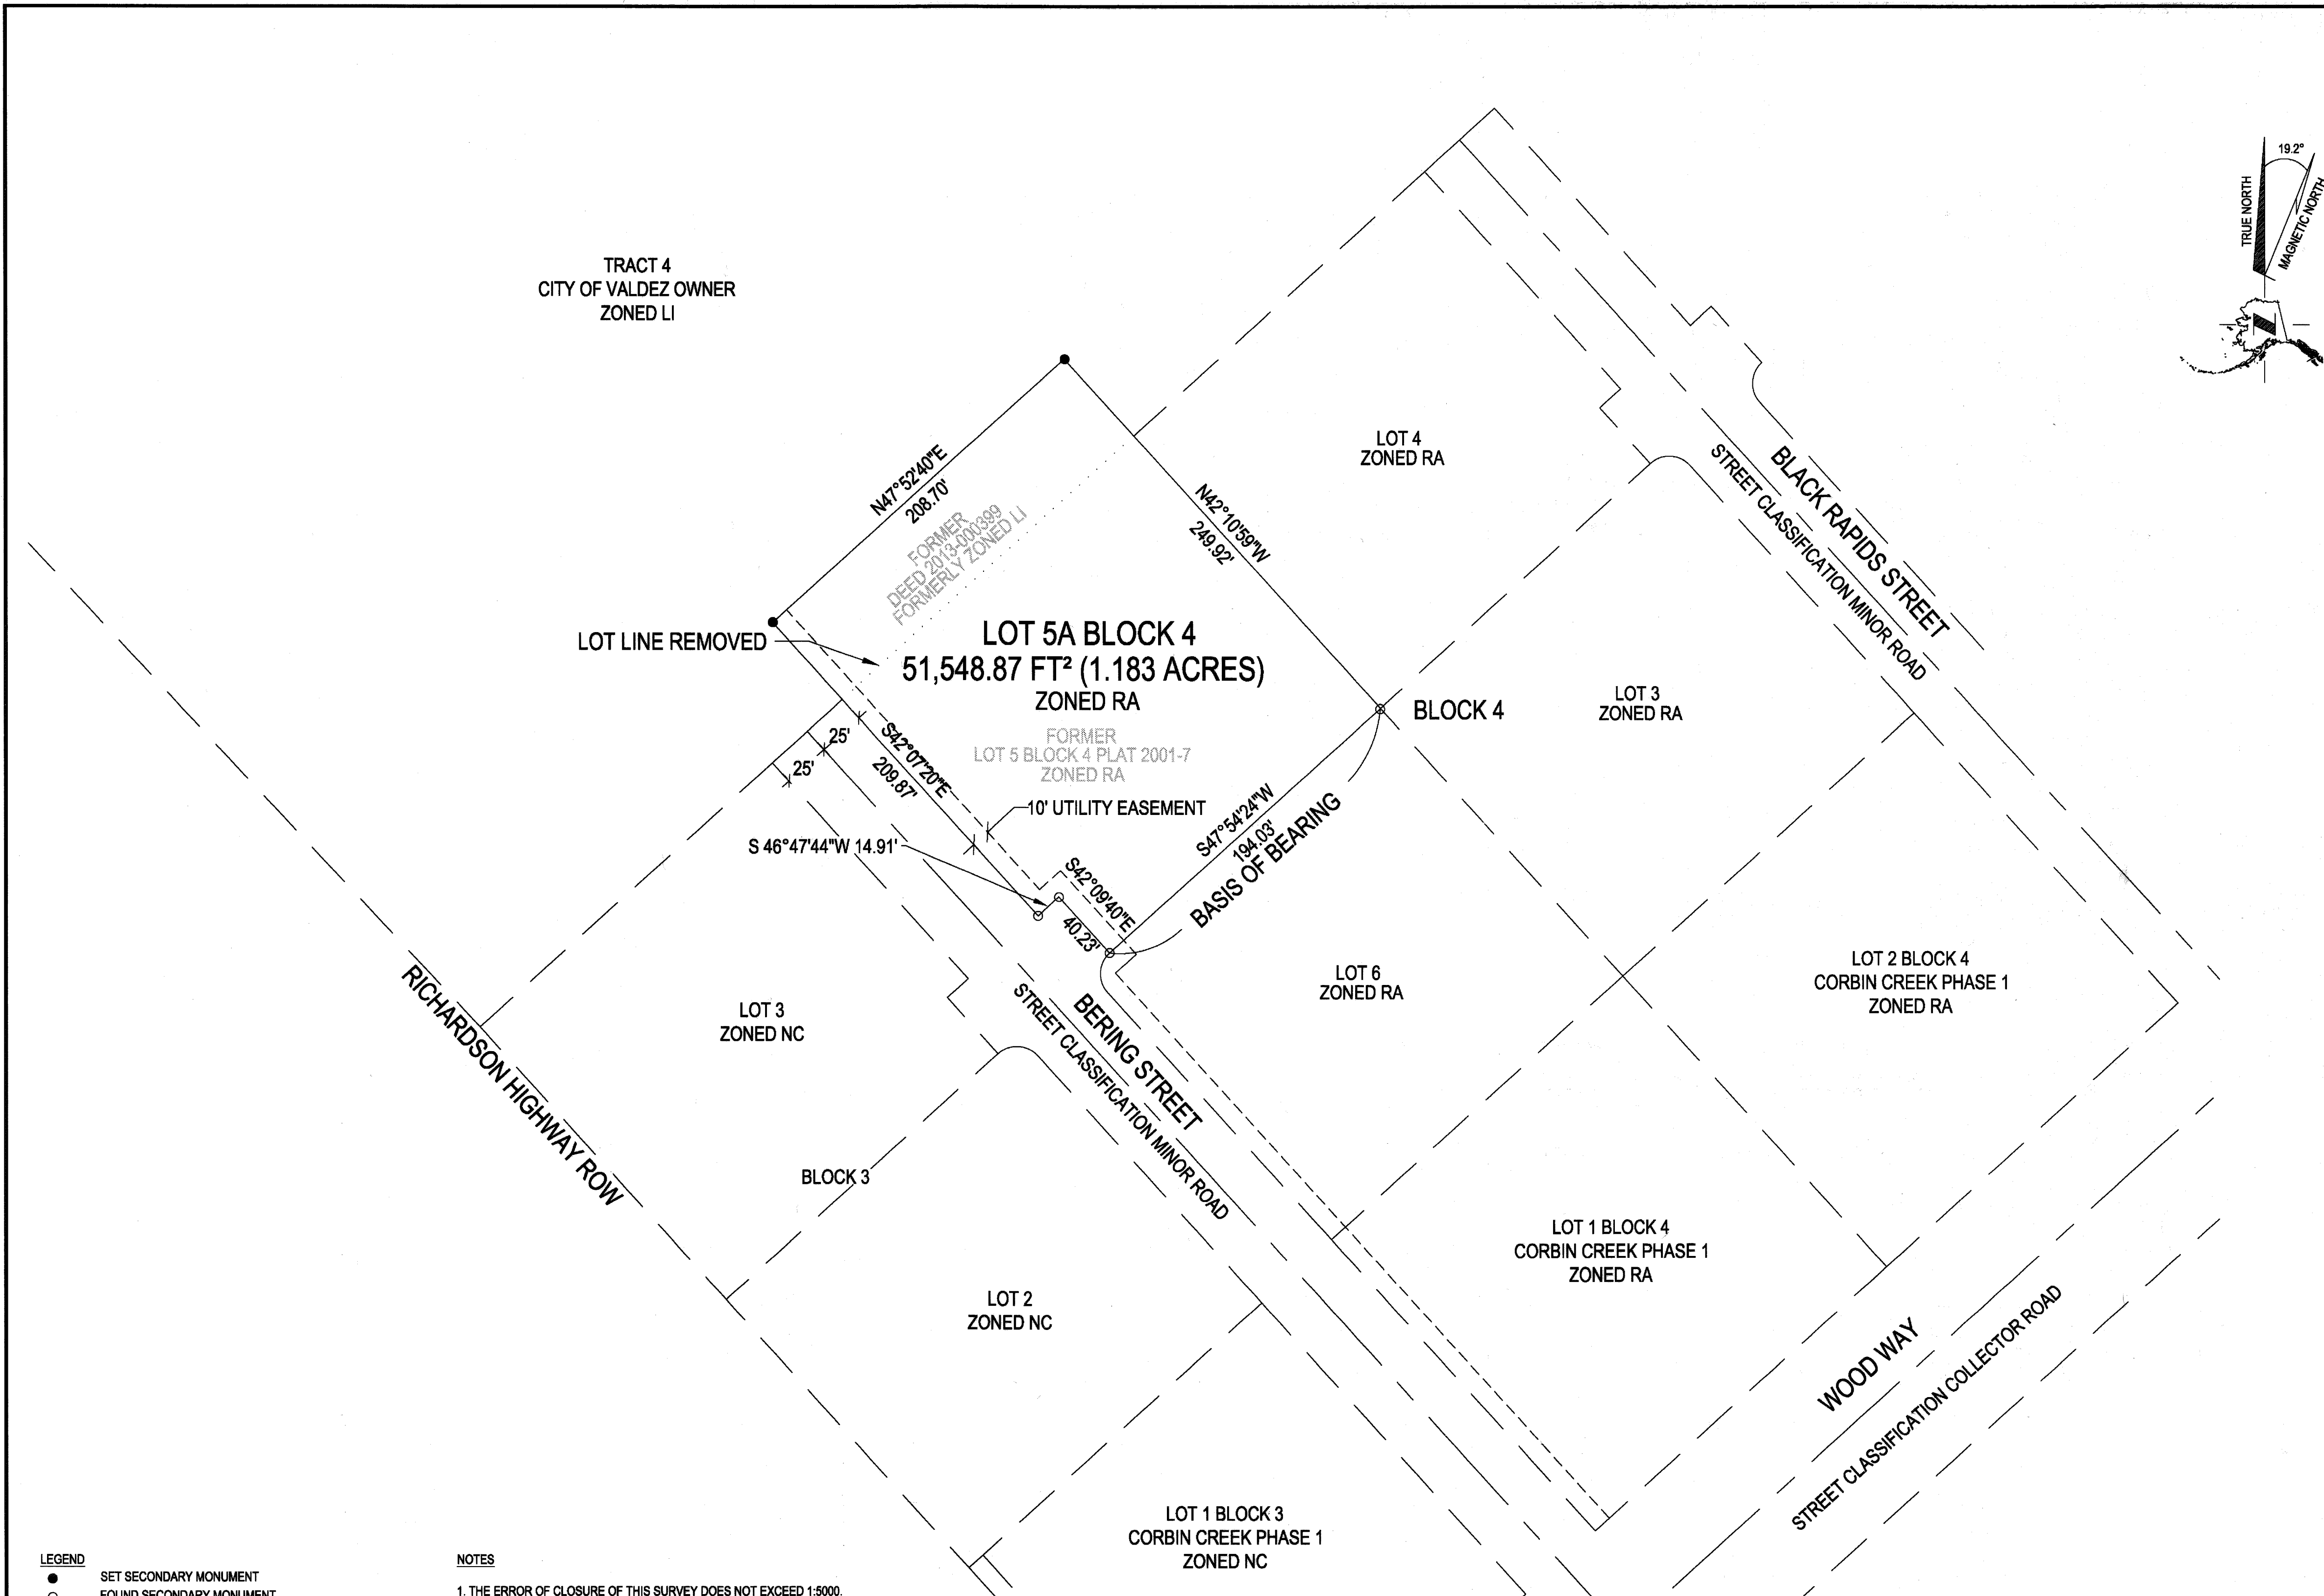 19.2°
TRUE NORTH
MAGNETIC NORTH
TRACT 4
CITY OF VALDEZ OWNER
ZONED LI
LOT 4
ZONED RA
BLACK RAPIDS STREET
STREET CLASSIFICATION MINOR ROAD
N47°52'40"E
208.70'
N42°10'59"W
249.92'
FORMER
DEED 2013-000399
FORMERLY ZONED LI
LOT LINE REMOVED
LOT 5A BLOCK 4
51,548.87 FT² (1.183 ACRES)
ZONED RA
FORMER
LOT 5 BLOCK 4 PLAT 2001-7
ZONED RA
BLOCK 4
LOT 3
ZONED RA
25'
25'
S42°07'20"E
209.87'
10' UTILITY EASEMENT
S 46°47'44"W 14.91'
S42°09'40"E
40.23'
S47°54'24"W
194.03'
BASIS OF BEARING
LOT 6
ZONED RA
LOT 2 BLOCK 4
CORBIN CREEK PHASE 1
ZONED RA
RICHARDSON HIGHWAY ROW
LOT 3
ZONED NC
BERING STREET
STREET CLASSIFICATION MINOR ROAD
BLOCK 3
LOT 1 BLOCK 4
CORBIN CREEK PHASE 1
ZONED RA
LOT 2
ZONED NC
WOOD WAY
STREET CLASSIFICATION COLLECTOR ROAD
LOT 1 BLOCK 3
CORBIN CREEK PHASE 1
ZONED NC
LEGEND
SET SECONDARY MONUMENT
FOUND SECONDARY MONUMENT
NOTES
1. THE ERROR OF CLOSURE OF THIS SURVEY DOES NOT EXCEED 1:5000.